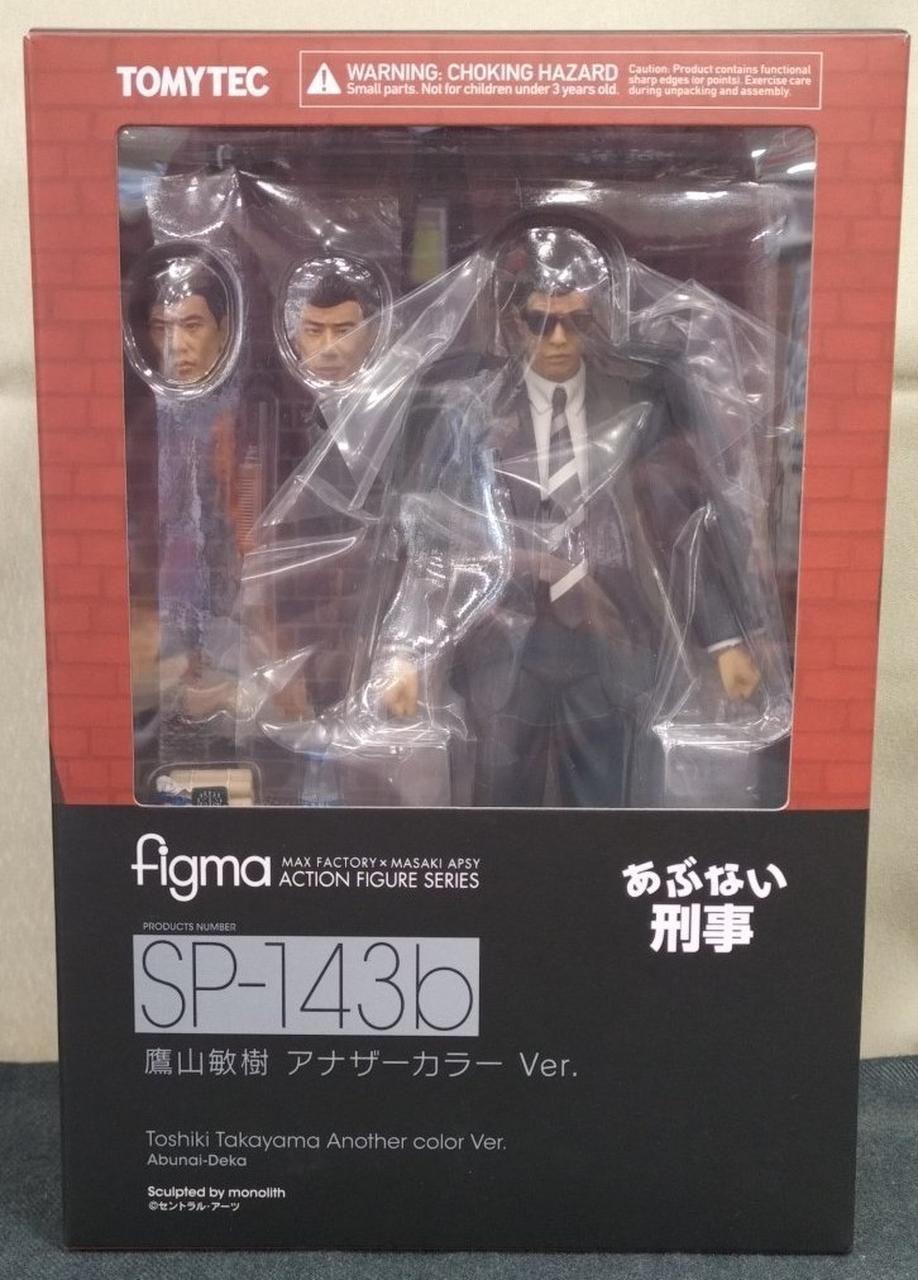 TOMYTEC
WARNING: CHOKING HAZARD
Small parts. Not for children under 3 years old.
Caution: Product contains functional
sharp edges (or points). Exercise care
during unpacking and assembly.
figma
MAX FACTORY × MASAKI APSY
ACTION FIGURE SERIES
あぶない
刑事
PRODUCTS NUMBER
SP-143b
鷹山敏樹 アナザーカラー Ver.
Toshiki Takayama Another color Ver.
Abunai-Deka
Sculpted by monolith
©セントラル・アーツ